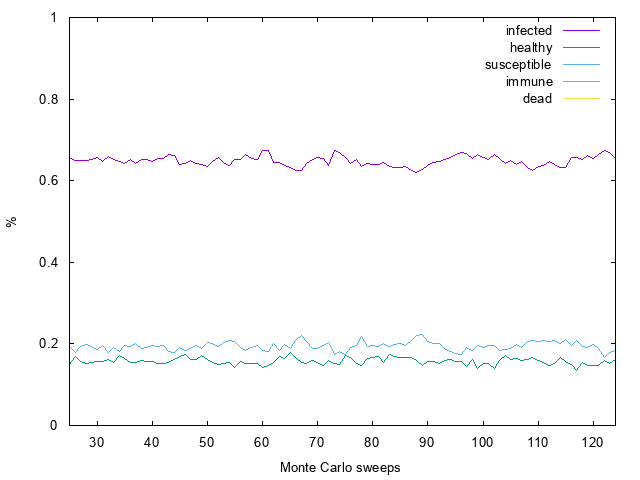 1
infected
healthy
susceptible
immune
dead
0.8
0.6
%
0.4
0.2
0
30 40 50 60 70 80 90 100 110 120
Monte Carlo sweeps